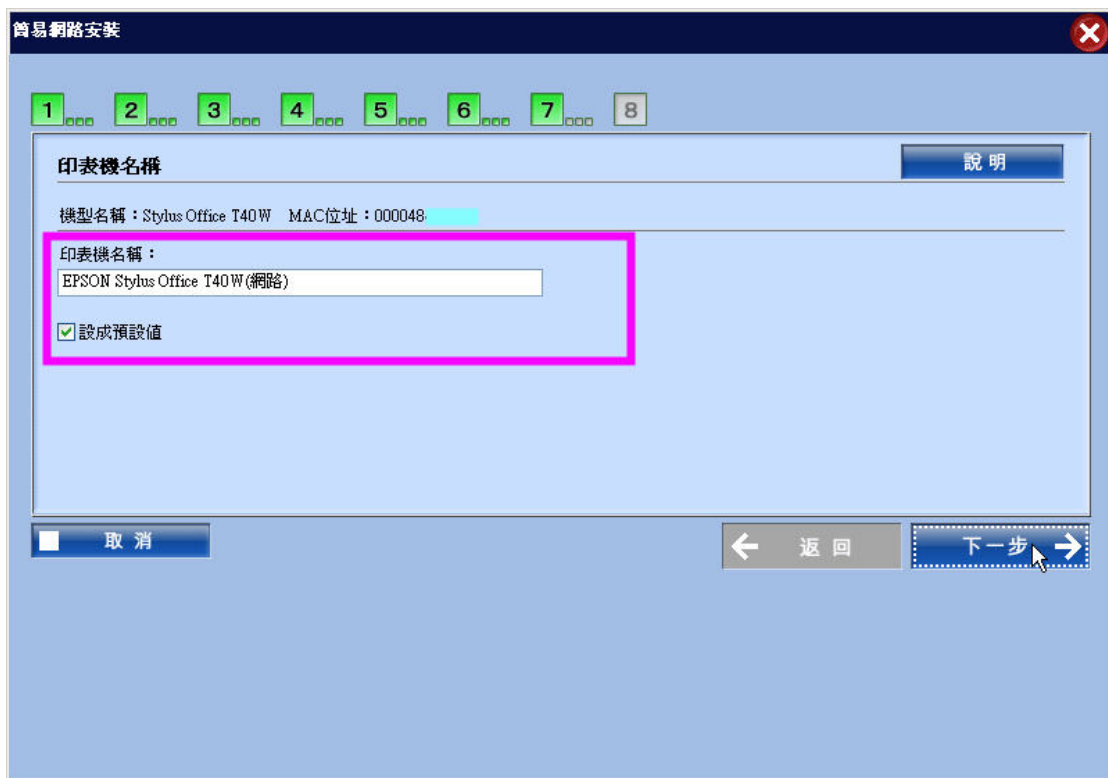 簡易網路安裝
1 2 3 4 5 6 7 8
印表機名稱
說明
機型名稱：Stylus Office T40W MAC位址：000048
印表機名稱：
EPSON Stylus Office T40W(網路)
設成預設值
取消
返回
下一步